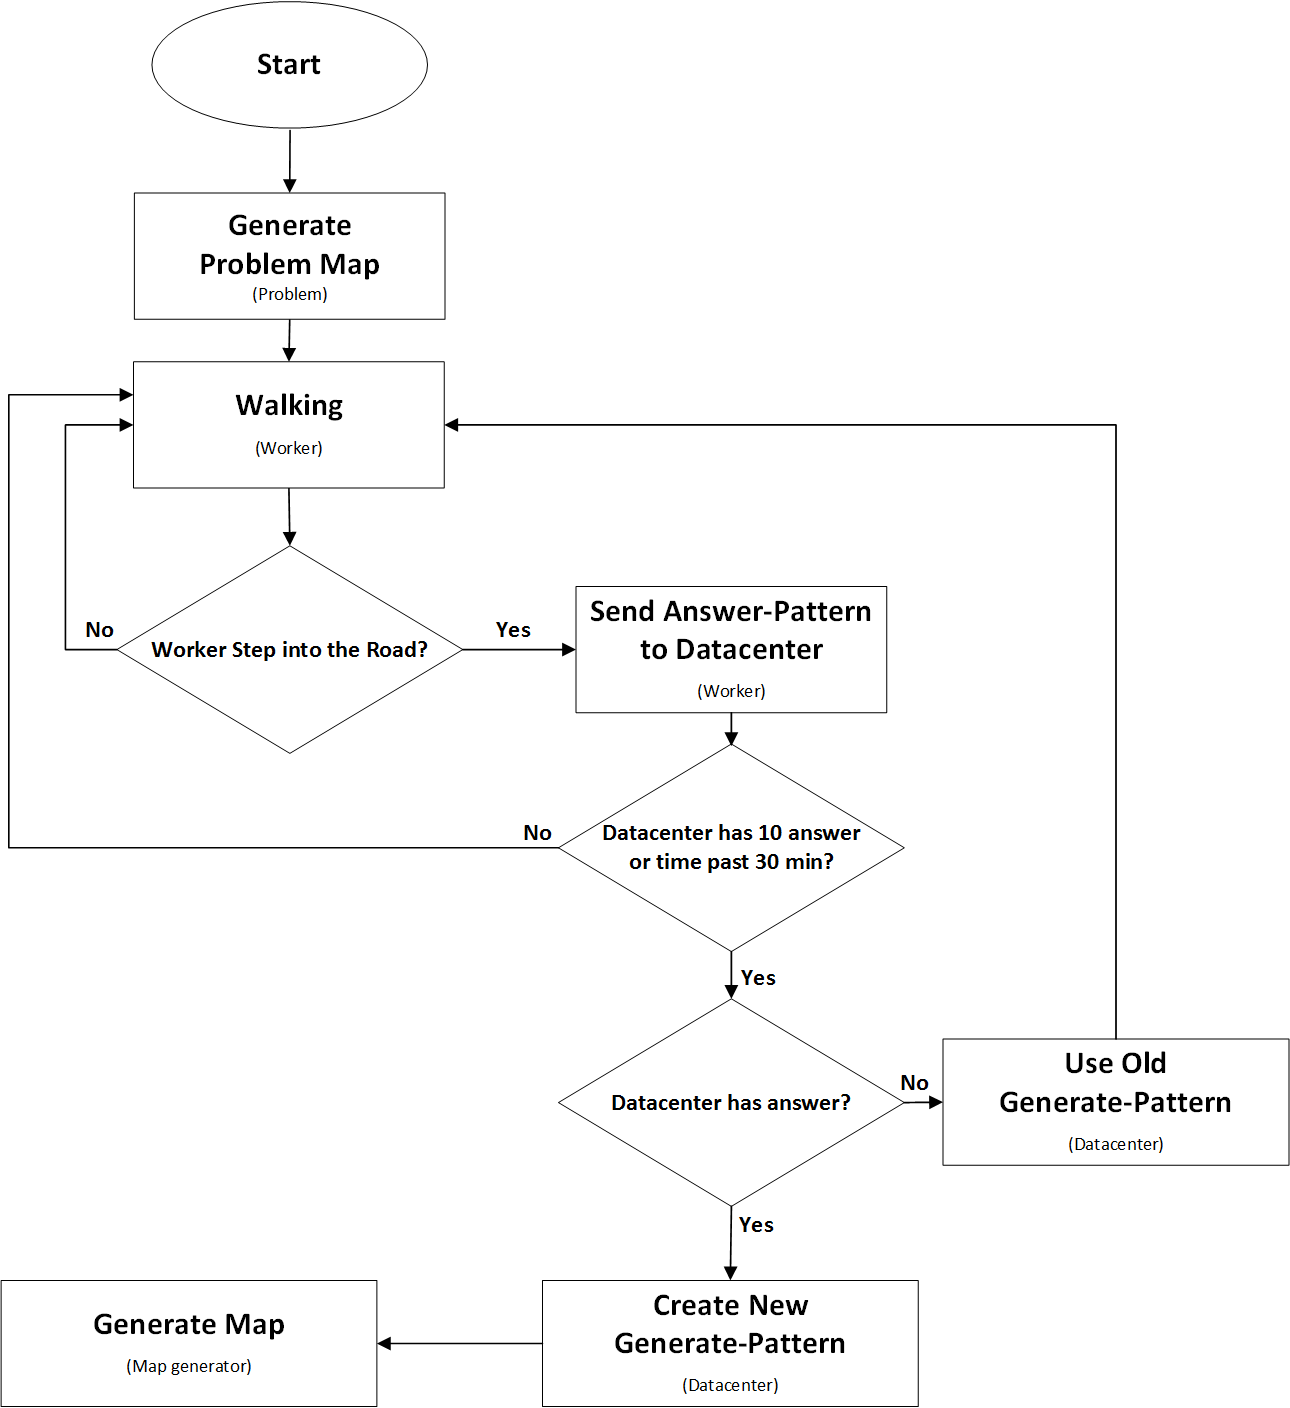 Start
Generate
Problem Map
(Problem)
Walking
(Worker)
No
Worker Step into the Road?
Yes
Send Answer-Pattern
to Datacenter
(Worker)
No
Datacenter has 10 answer
or time past 30 min?
Yes
Datacenter has answer?
No
Use Old
Generate-Pattern
(Datacenter)
Yes
Create New
Generate-Pattern
(Datacenter)
Generate Map
(Map generator)